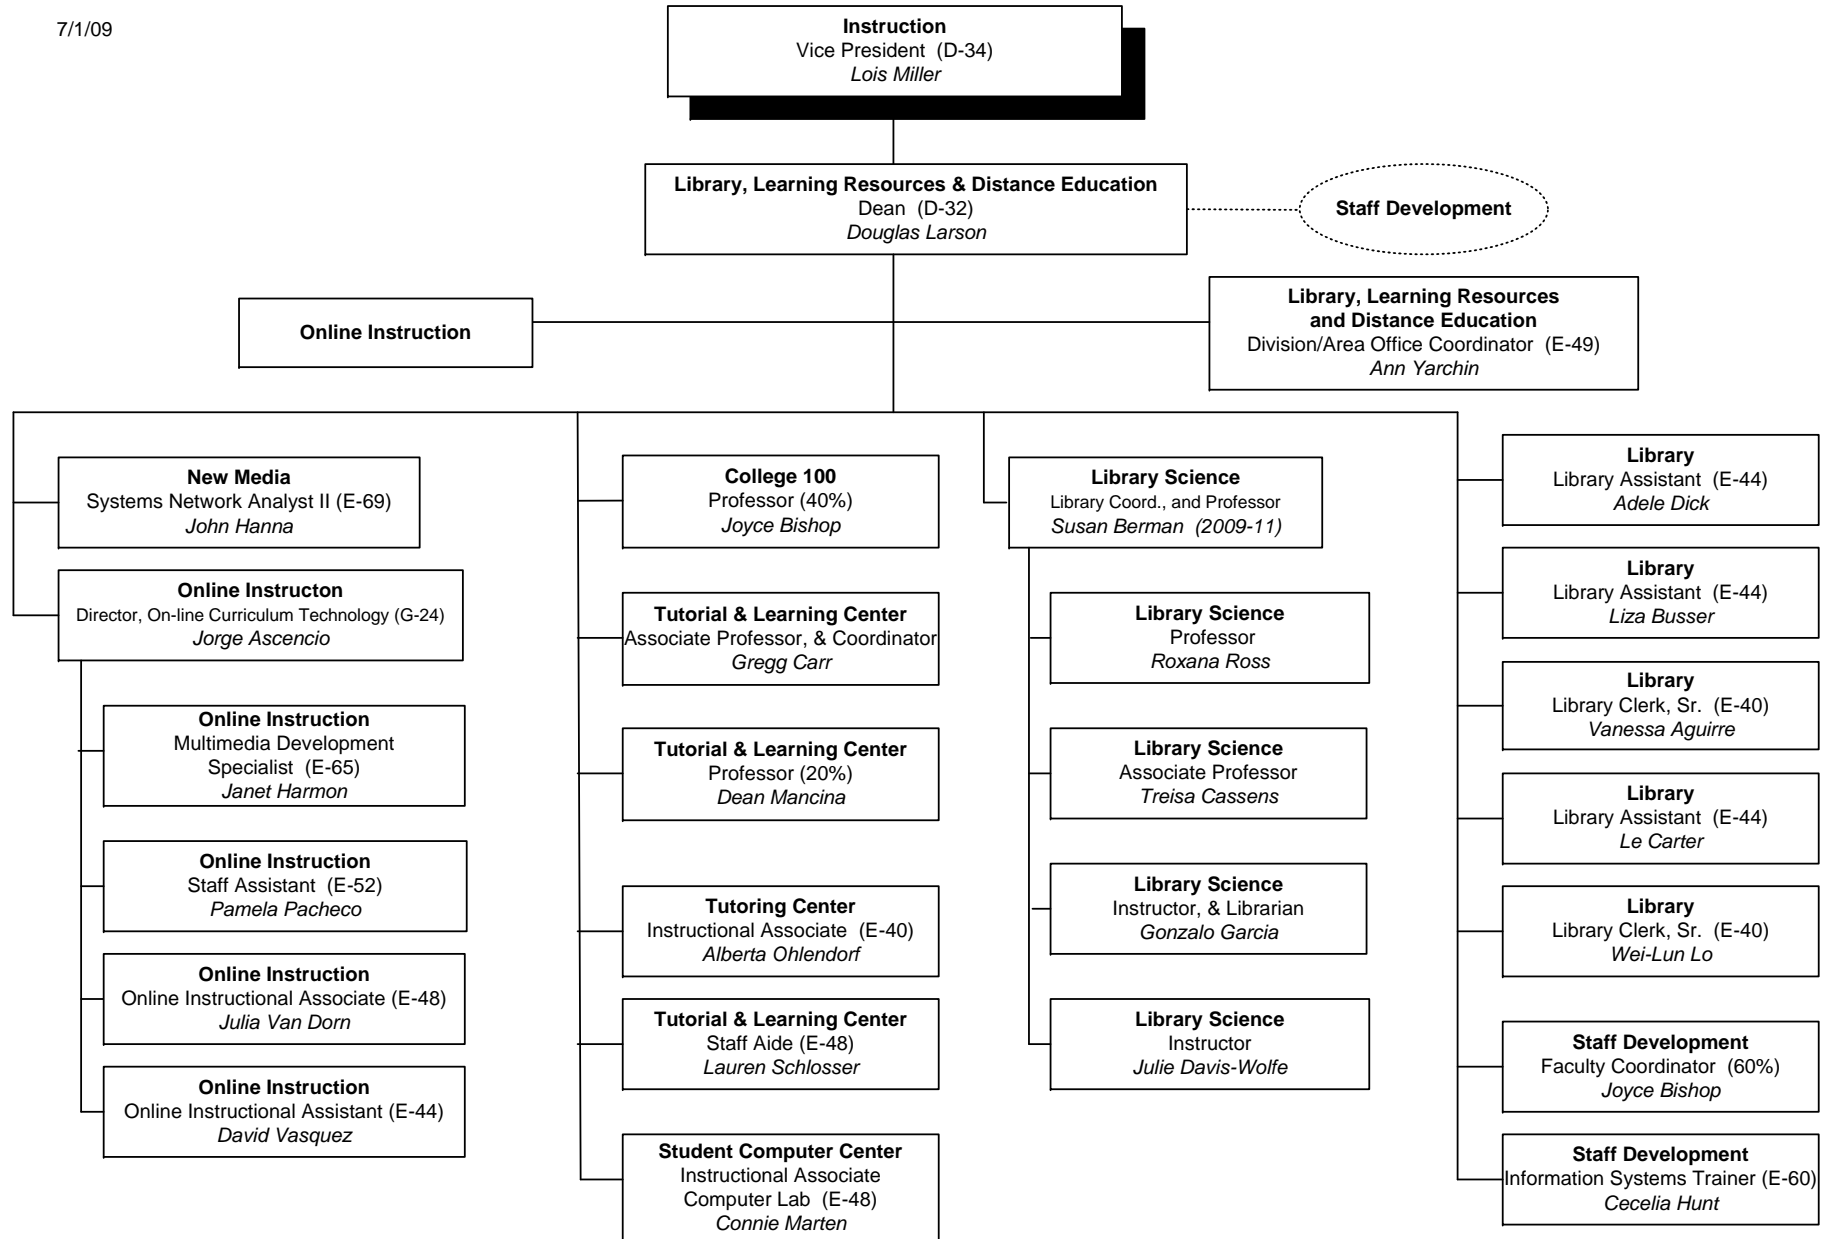 7/1/09
Instruction
Vice President (D-34)
Lois Miller
Library, Learning Resources & Distance Education
Dean (D-32)
Douglas Larson
Staff Development
Online Instruction
Library, Learning Resources
and Distance Education
Division/Area Office Coordinator (E-49)
Ann Yarchin
New Media
Systems Network Analyst II (E-69)
John Hanna
Online Instructon
Director, On-line Curriculum Technology (G-24)
Jorge Ascencio
Online Instruction
Multimedia Development
Specialist (E-65)
Janet Harmon
Online Instruction
Staff Assistant (E-52)
Pamela Pacheco
Online Instruction
Online Instructional Associate (E-48)
Julia Van Dorn
Online Instruction
Online Instructional Assistant (E-44)
David Vasquez
College 100
Professor (40%)
Joyce Bishop
Tutorial & Learning Center
Associate Professor, & Coordinator
Gregg Carr
Tutorial & Learning Center
Professor (20%)
Dean Mancina
Tutoring Center
Instructional Associate (E-40)
Alberta Ohlendorf
Tutorial & Learning Center
Staff Aide (E-48)
Lauren Schlosser
Student Computer Center
Instructional Associate
Computer Lab (E-48)
Connie Marten
Library Science
Library Coord., and Professor
Susan Berman (2009-11)
Library Science
Professor
Roxana Ross
Library Science
Associate Professor
Treisa Cassens
Library Science
Instructor, & Librarian
Gonzalo Garcia
Library Science
Instructor
Julie Davis-Wolfe
Library
Library Assistant (E-44)
Adele Dick
Library
Library Assistant (E-44)
Liza Busser
Library
Library Clerk, Sr. (E-40)
Vanessa Aguirre
Library
Library Assistant (E-44)
Le Carter
Library
Library Clerk, Sr. (E-40)
Wei-Lun Lo
Staff Development
Faculty Coordinator (60%)
Joyce Bishop
Staff Development
Information Systems Trainer (E-60)
Cecelia Hunt